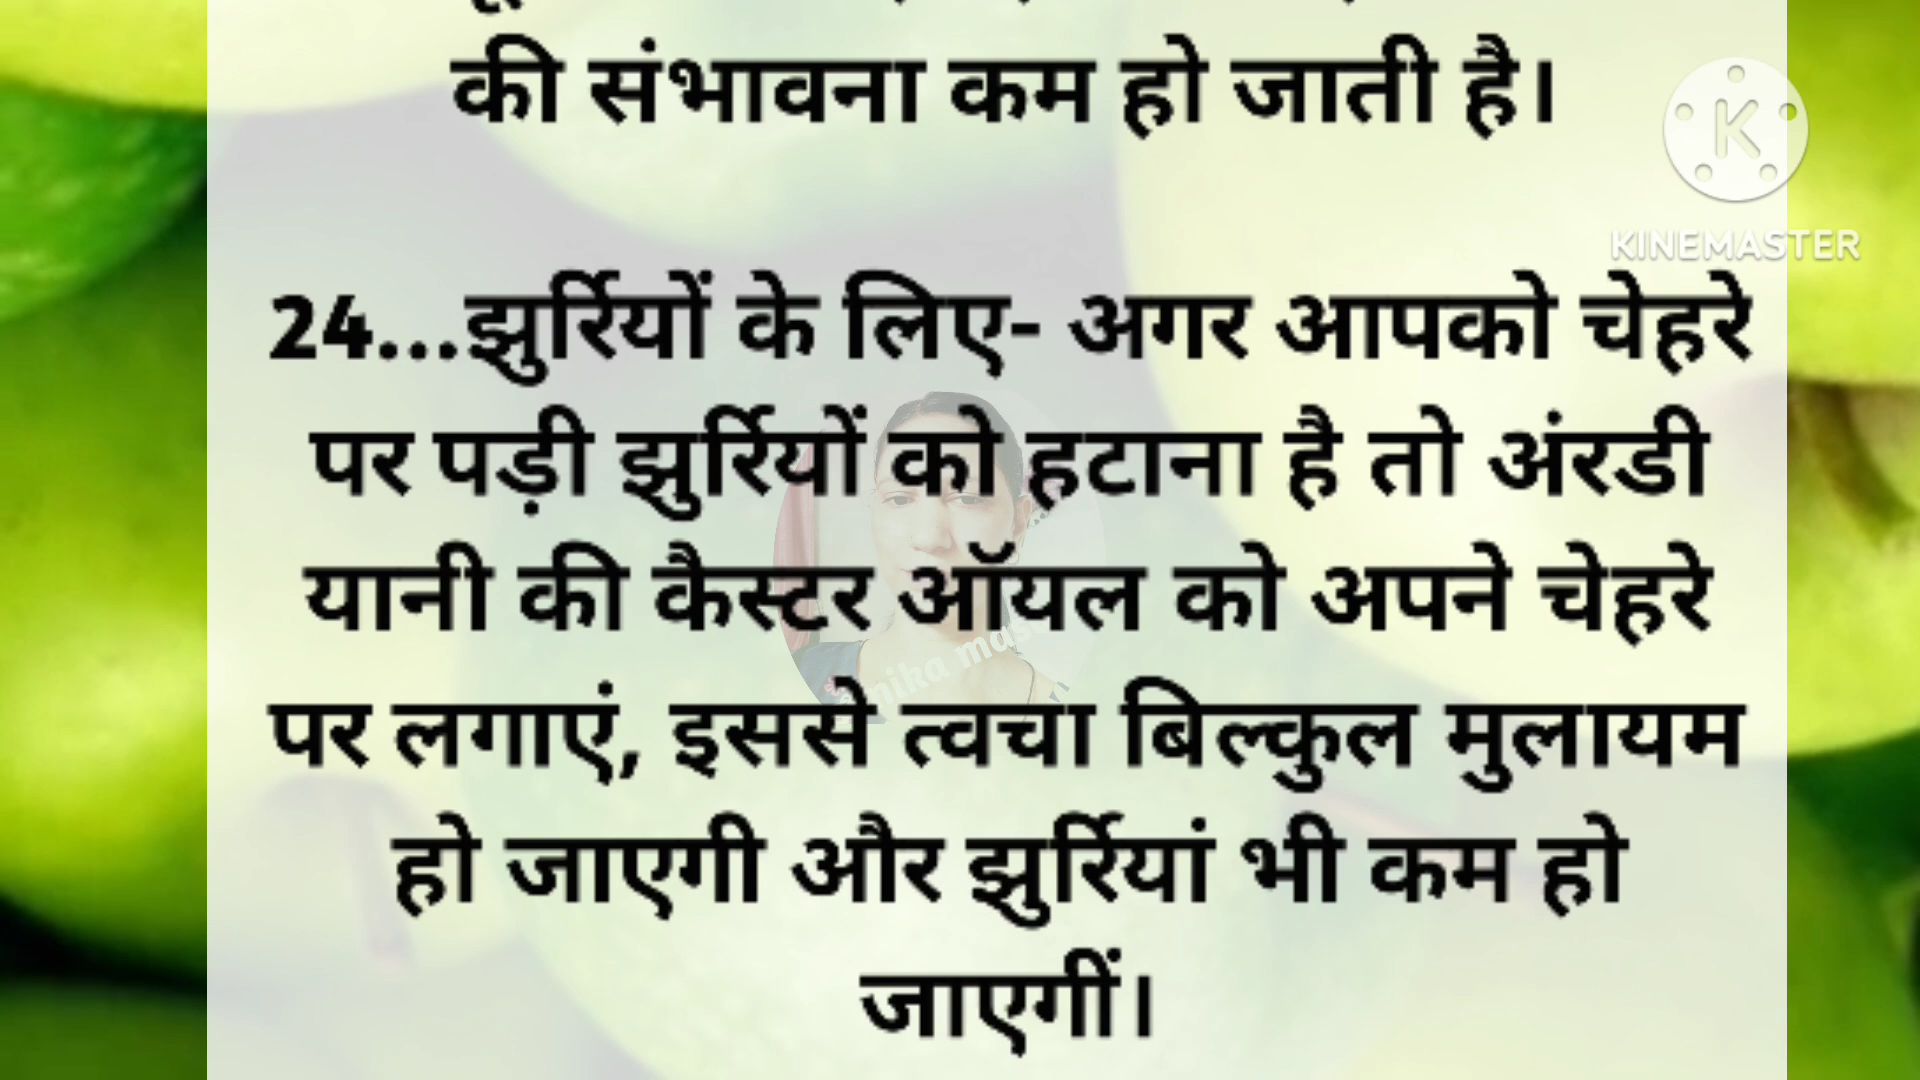 की संभावना कम हो जाती है।
K
KINEMASTER
24...झुर्रियों के लिए- अगर आपको चेहरे
पर पड़ी झुर्रियों को हटाना है तो अंरडी
यानी की कैस्टर ऑयल को अपने चेहरे
पर लगाएं, इससे त्वचा बिल्कुल मुलायम
हो जाएगी और झुर्रियां भी कम हो
जाएगीं।